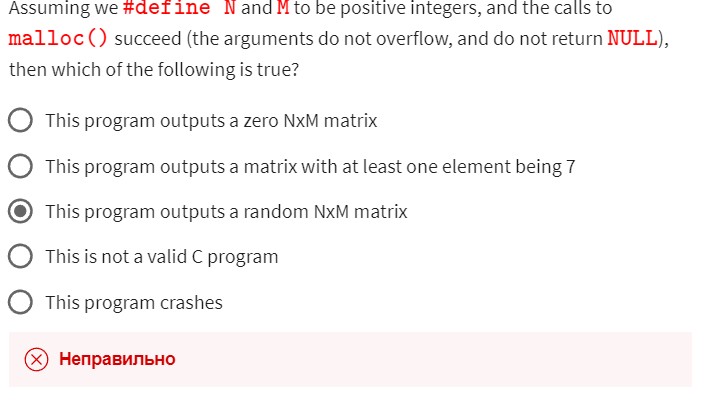 Assuming we #define N and M to be positive integers, and the calls to
malloc() succeed (the arguments do not overflow, and do not return NULL),
then which of the following is true?
This program outputs a zero NxM matrix
This program outputs a matrix with at least one element being 7
This program outputs a random NxM matrix
This is not a valid C program
This program crashes
Неправильно